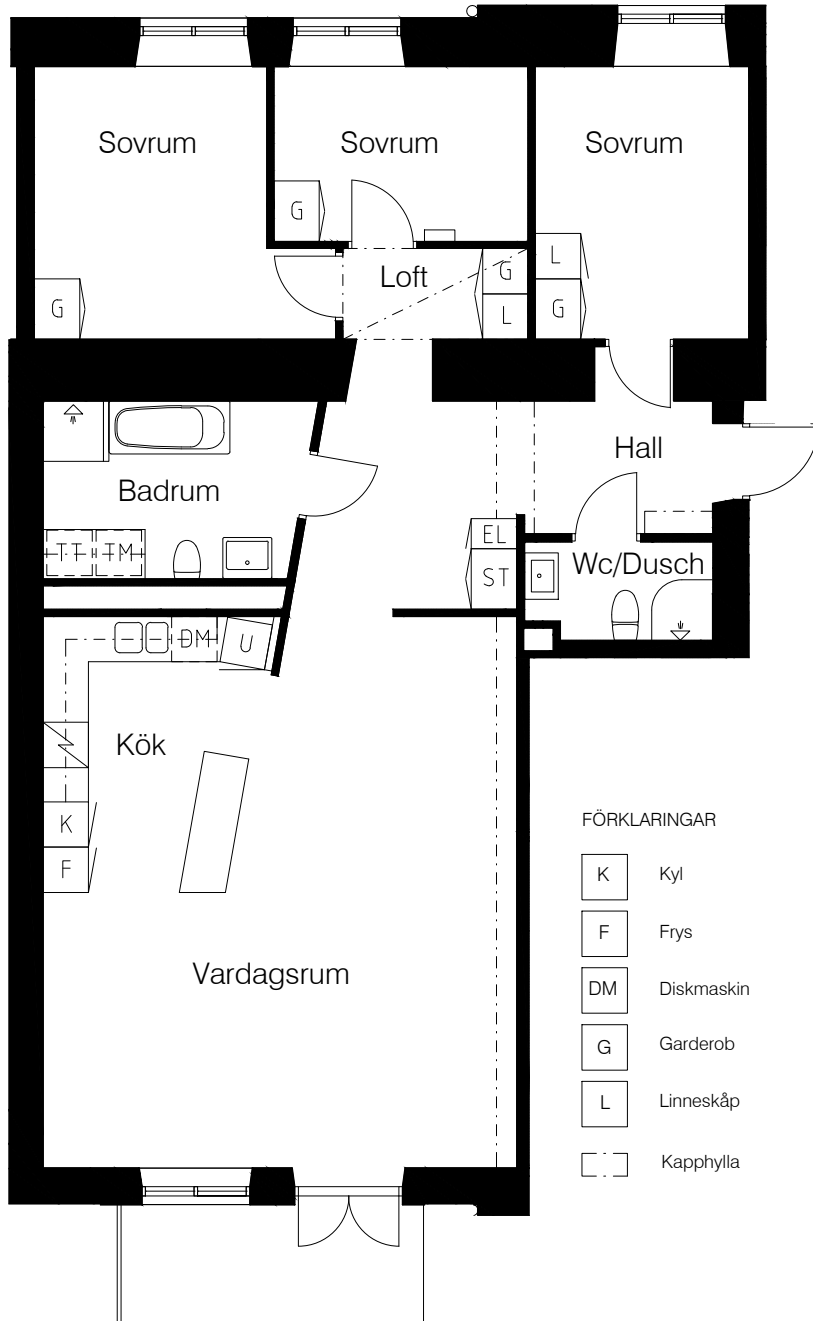 Sovrum
Sovrum
Sovrum
G
L
G
Loft
G
G
L
Hall
Badrum
EL
TT
TM
Wc/Dusch
ST
DM
U
Kök
K
F
Vardagsrum
FÖRKLARINGAR
K Kyl
F Frys
DM Diskmaskin
G Garderob
L Linneskåp
Kapphylla